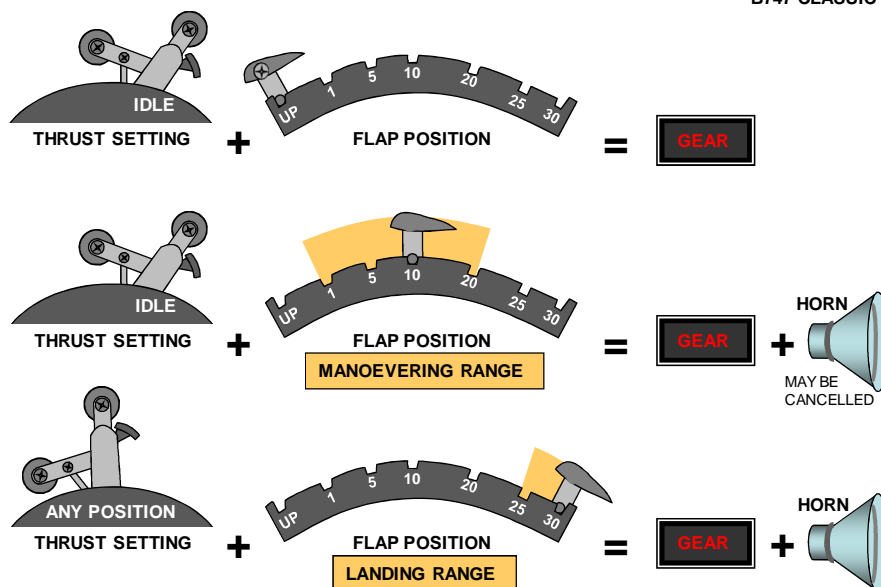 B747 CLASSIC
IDLE
UP 1 5 10 20 25 30
GEAR
THRUST SETTING + FLAP POSITION =
IDLE
UP 1 5 10 20 25 30
HORN
GEAR +
THRUST SETTING + FLAP POSITION =
MANOEVERING RANGE
MAY BE
CANCELLED
ANY POSITION
UP 1 5 10 20 25 30
HORN
GEAR +
THRUST SETTING + FLAP POSITION =
LANDING RANGE